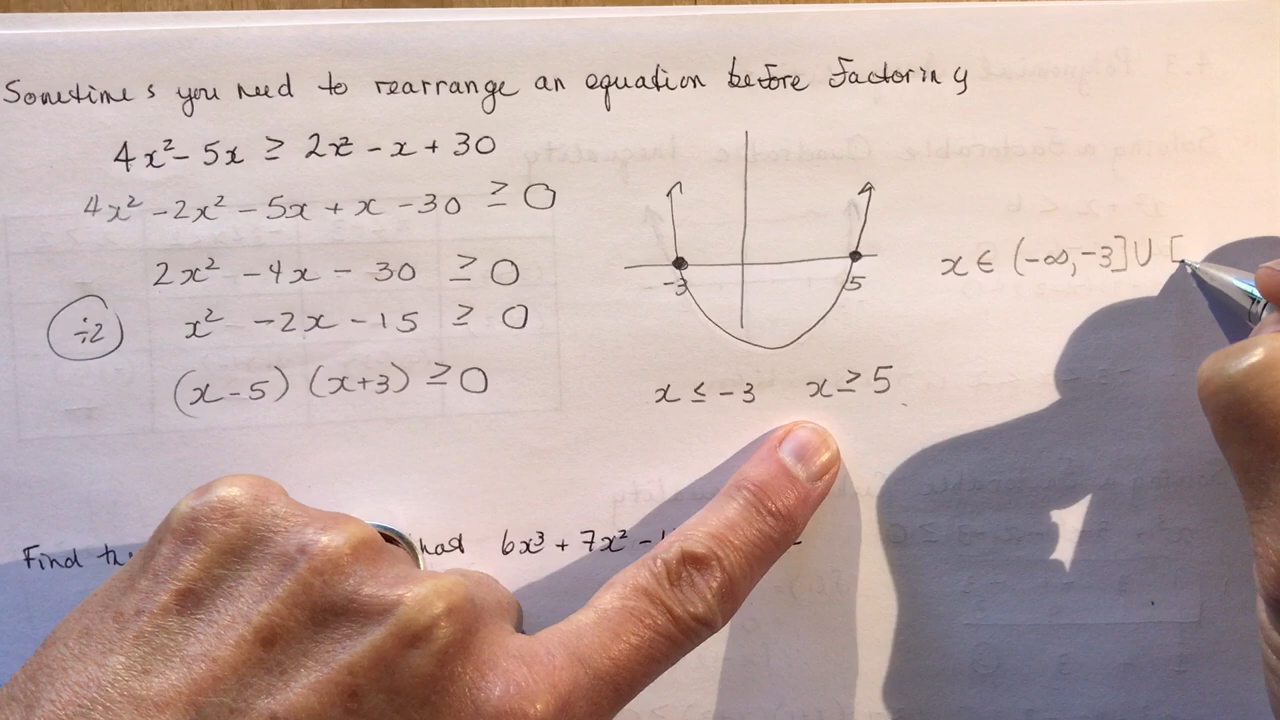 Sometimes you need to rearrange an equation before factoring
4x² - 5x ≥ 2x² - x + 30
4x² - 2x² - 5x + x - 30 ≥ 0
2x² - 4x - 30 ≥ 0
÷2 x² - 2x - 15 ≥ 0
(x - 5) (x + 3) ≥ 0
-3 5
x ≤ -3 x ≥ 5
x ∈ (-∞, -3] ∪ [
Find 6x³ + 7x² -